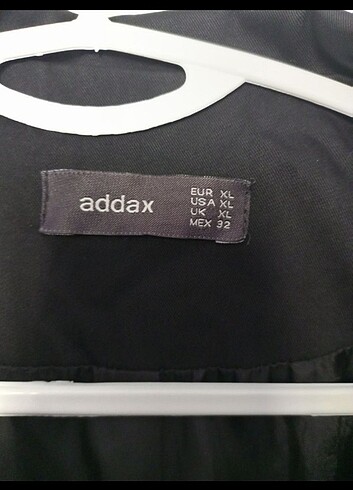 addax
EUR XL
USA XL
UK XL
MEX 32